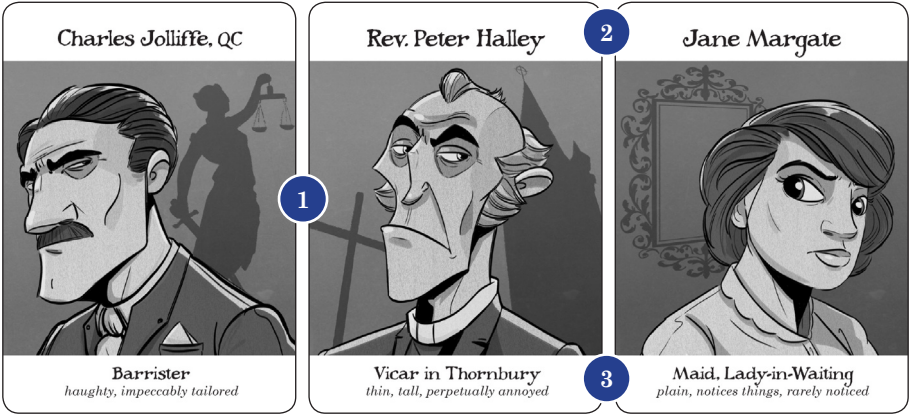 Charles Jolliffe, QC
Barrister
haughty, impeccably tailored
1
Rev. Peter Halley
Vicar in Thornbury
thin, tall, perpetually annoyed
2
3
Jane Margate
Maid, Lady-in-Waiting
plain, notices things, rarely noticed